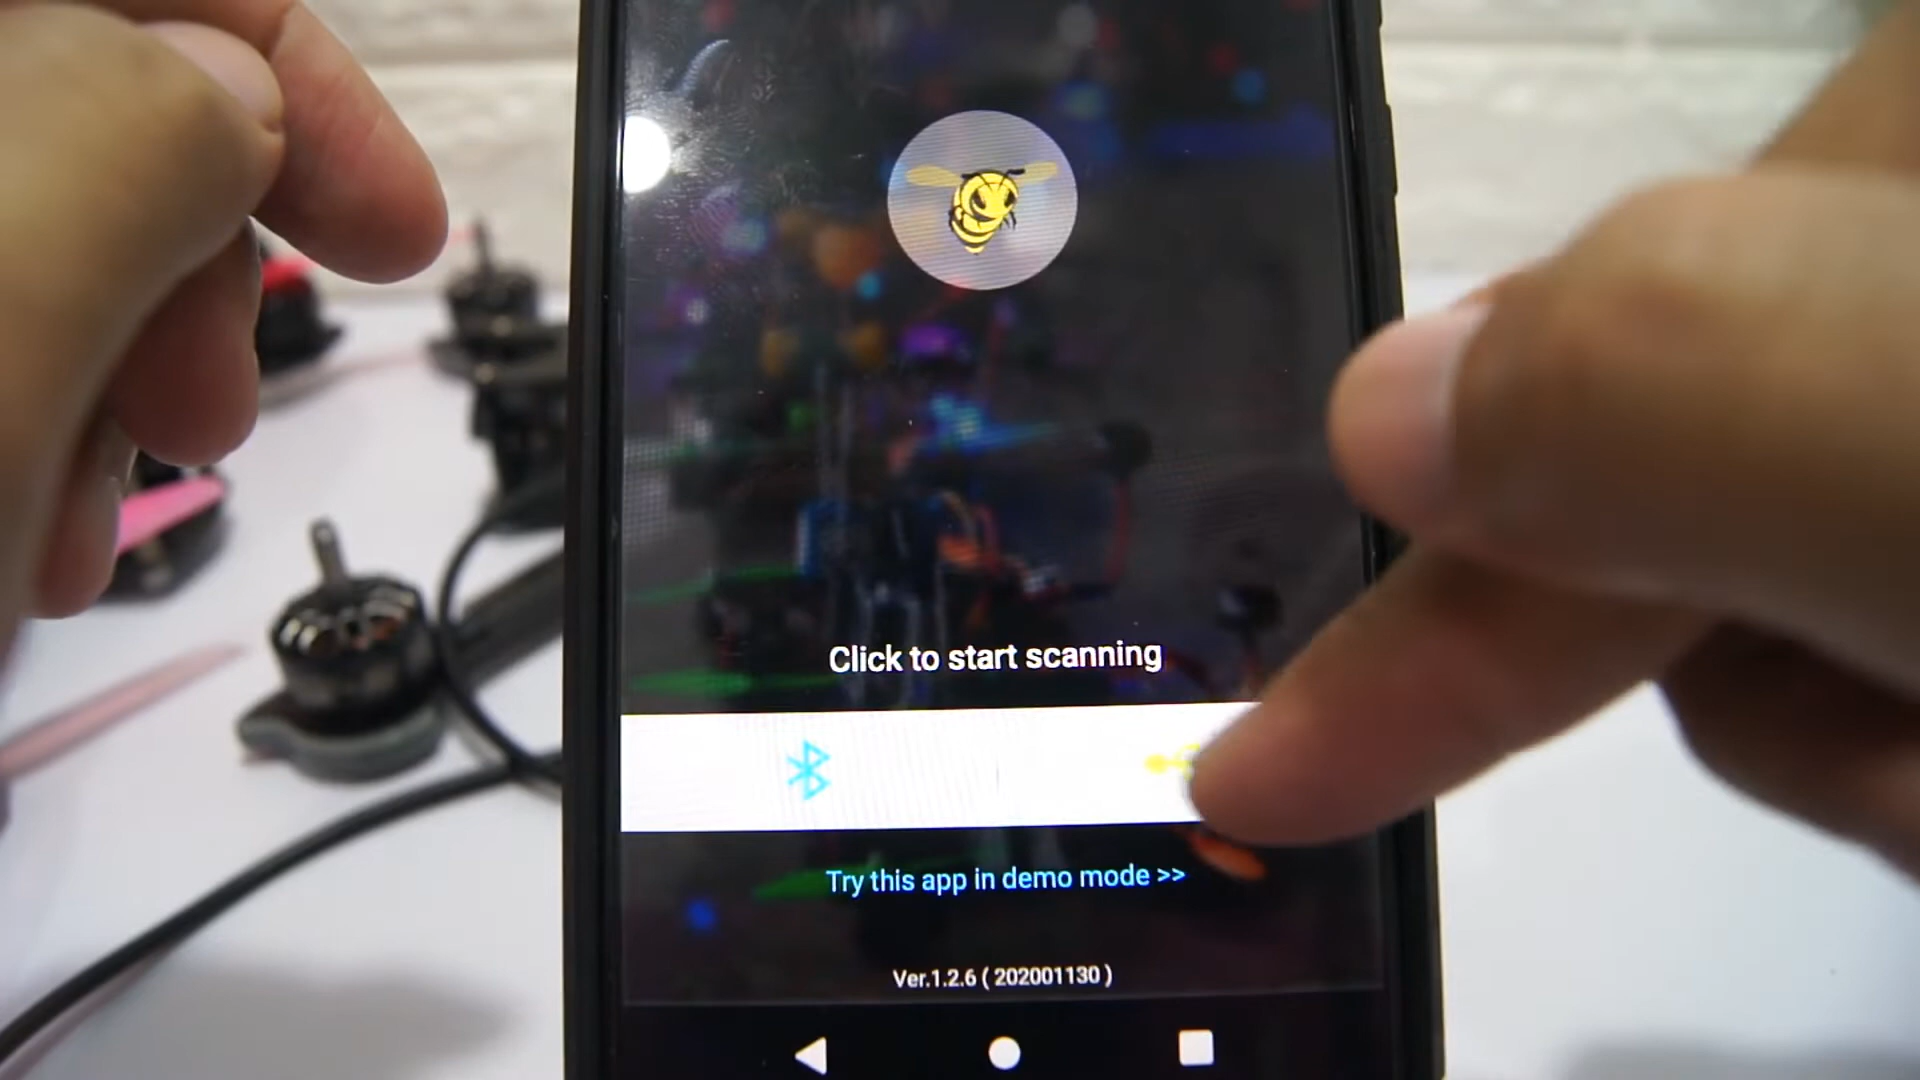 Click to start scanning
Try this app in demo mode >>
Ver.1.2.6 ( 202001130 )